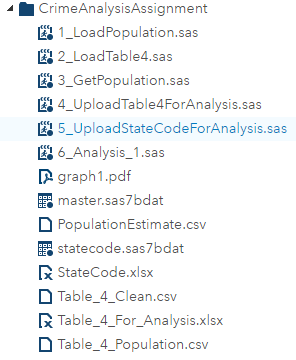 CrimeAnalysisAssignment
1_LoadPopulation.sas
2_LoadTable4.sas
3_GetPopulation.sas
4_UploadTable4ForAnalysis.sas
5_UploadStateCodeForAnalysis.sas
6_Analysis_1.sas
graph1.pdf
master.sas7bdat
PopulationEstimate.csv
statecode.sas7bdat
StateCode.xlsx
Table_4_Clean.csv
Table_4_For_Analysis.xlsx
Table_4_Population.csv